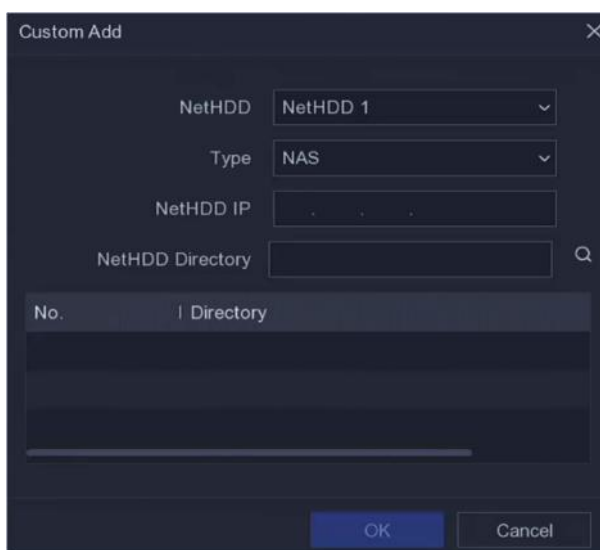 Custom Add
NetHDD NetHDD 1
Type NAS
NetHDD IP . . .
NetHDD Directory
No. Directory
OK Cancel